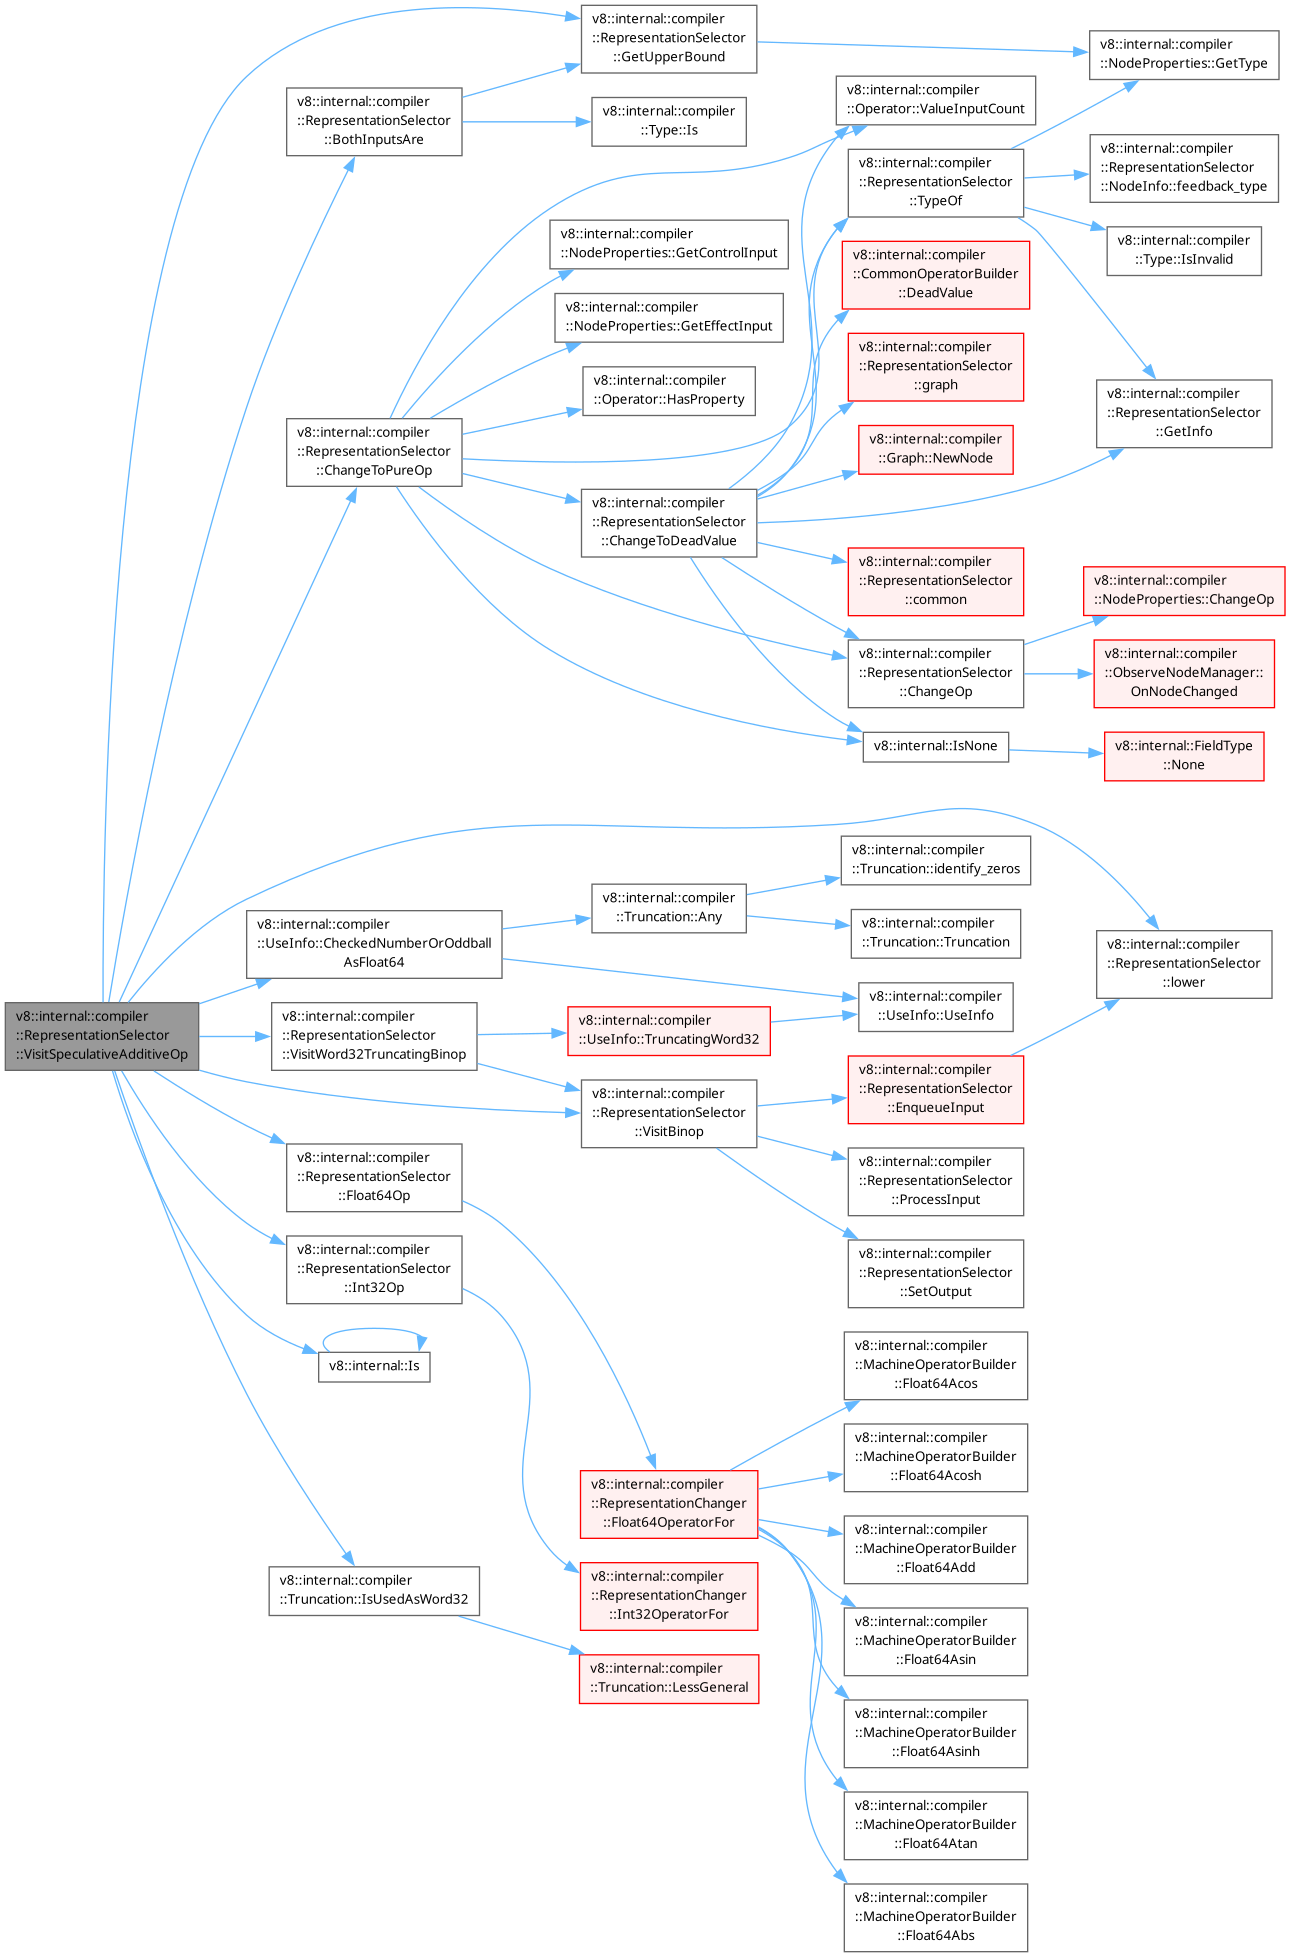 v8::internal::compiler
::RepresentationSelector
::VisitSpeculativeAdditiveOp
v8::internal::compiler
::RepresentationSelector
::BothInputsAre
v8::internal::compiler
::RepresentationSelector
::ChangeToPureOp
v8::internal::compiler
::UseInfo::CheckedNumberOrOddball
AsFloat64
v8::internal::compiler
::RepresentationSelector
::VisitWord32TruncatingBinop
v8::internal::compiler
::RepresentationSelector
::Float64Op
v8::internal::compiler
::RepresentationSelector
::Int32Op
v8::internal::Is
v8::internal::compiler
::Truncation::IsUsedAsWord32
v8::internal::compiler
::RepresentationSelector
::GetUpperBound
v8::internal::compiler
::Type::Is
v8::internal::compiler
::NodeProperties::GetControlInput
v8::internal::compiler
::NodeProperties::GetEffectInput
v8::internal::compiler
::Operator::HasProperty
v8::internal::compiler
::RepresentationSelector
::ChangeToDeadValue
v8::internal::compiler
::Truncation::Any
v8::internal::compiler
::UseInfo::TruncatingWord32
v8::internal::compiler
::RepresentationSelector
::VisitBinop
v8::internal::compiler
::RepresentationChanger
::Float64OperatorFor
v8::internal::compiler
::RepresentationChanger
::Int32OperatorFor
v8::internal::compiler
::Truncation::LessGeneral
v8::internal::compiler
::Operator::ValueInputCount
v8::internal::compiler
::RepresentationSelector
::TypeOf
v8::internal::compiler
::CommonOperatorBuilder
::DeadValue
v8::internal::compiler
::RepresentationSelector
::graph
v8::internal::compiler
::Graph::NewNode
v8::internal::compiler
::RepresentationSelector
::common
v8::internal::compiler
::RepresentationSelector
::ChangeOp
v8::internal::IsNone
v8::internal::compiler
::Truncation::identify_zeros
v8::internal::compiler
::Truncation::Truncation
v8::internal::compiler
::UseInfo::UseInfo
v8::internal::compiler
::RepresentationSelector
::EnqueueInput
v8::internal::compiler
::RepresentationSelector
::ProcessInput
v8::internal::compiler
::RepresentationSelector
::SetOutput
v8::internal::compiler
::MachineOperatorBuilder
::Float64Acos
v8::internal::compiler
::MachineOperatorBuilder
::Float64Acosh
v8::internal::compiler
::MachineOperatorBuilder
::Float64Add
v8::internal::compiler
::MachineOperatorBuilder
::Float64Asin
v8::internal::compiler
::MachineOperatorBuilder
::Float64Asinh
v8::internal::compiler
::MachineOperatorBuilder
::Float64Atan
v8::internal::compiler
::MachineOperatorBuilder
::Float64Abs
v8::internal::compiler
::NodeProperties::GetType
v8::internal::compiler
::RepresentationSelector
::NodeInfo::feedback_type
v8::internal::compiler
::Type::IsInvalid
v8::internal::compiler
::RepresentationSelector
::GetInfo
v8::internal::compiler
::NodeProperties::ChangeOp
v8::internal::compiler
::ObserveNodeManager::
OnNodeChanged
v8::internal::FieldType
::None
v8::internal::compiler
::RepresentationSelector
::lower